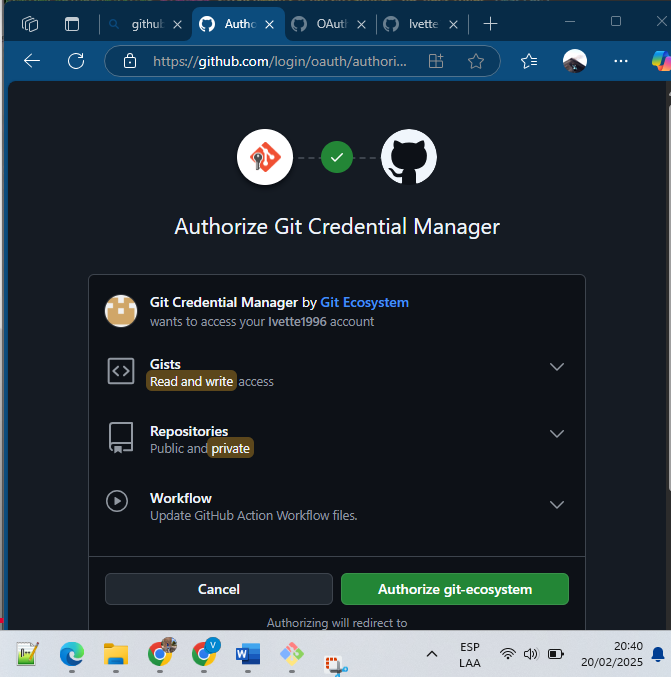 githu
Autho
OAut
Ivette
https://github.com/login/oauth/authori...
Authorize Git Credential Manager
Git Credential Manager by Git Ecosystem
wants to access your Ivette1996 account
Gists
Read and write access
Repositories
Public and private
Workflow
Update GitHub Action Workflow files.
Cancel
Authorize git-ecosystem
Authorizing will redirect to
V
W
ESP
LAA
20:40
20/02/2025